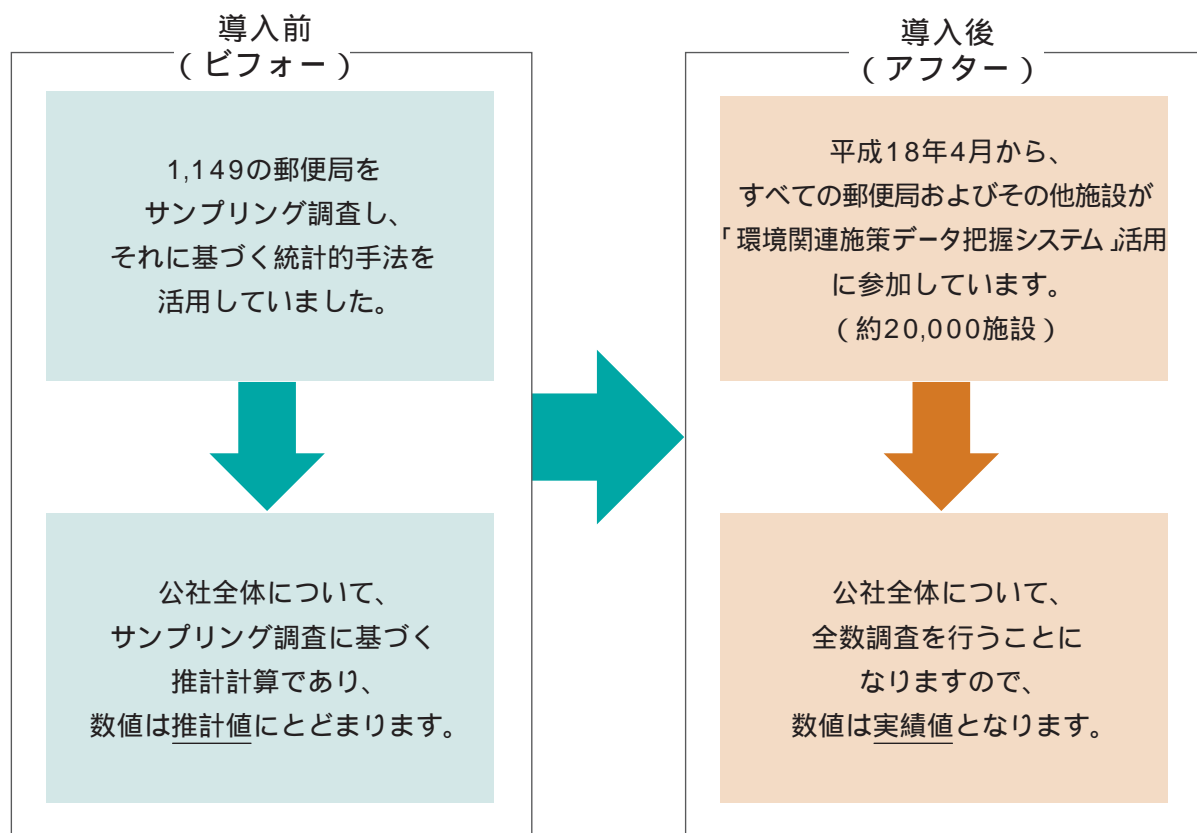 導入前
(ビフォー)
1,149の郵便局を
サンプリング調査し、
それに基づく統計的手法を
活用していました。
公社全体について、
サンプリング調査に基づく
推計計算であり、
数値は推計値にとどまります。
導入後
(アフター)
平成18年4月から、
すべての郵便局およびその他施設が
「環境関連施策データ把握システム」活用
に参加しています。
(約20,000施設)
公社全体について、
全数調査を行うことに
なりますので、
数値は実績値となります。